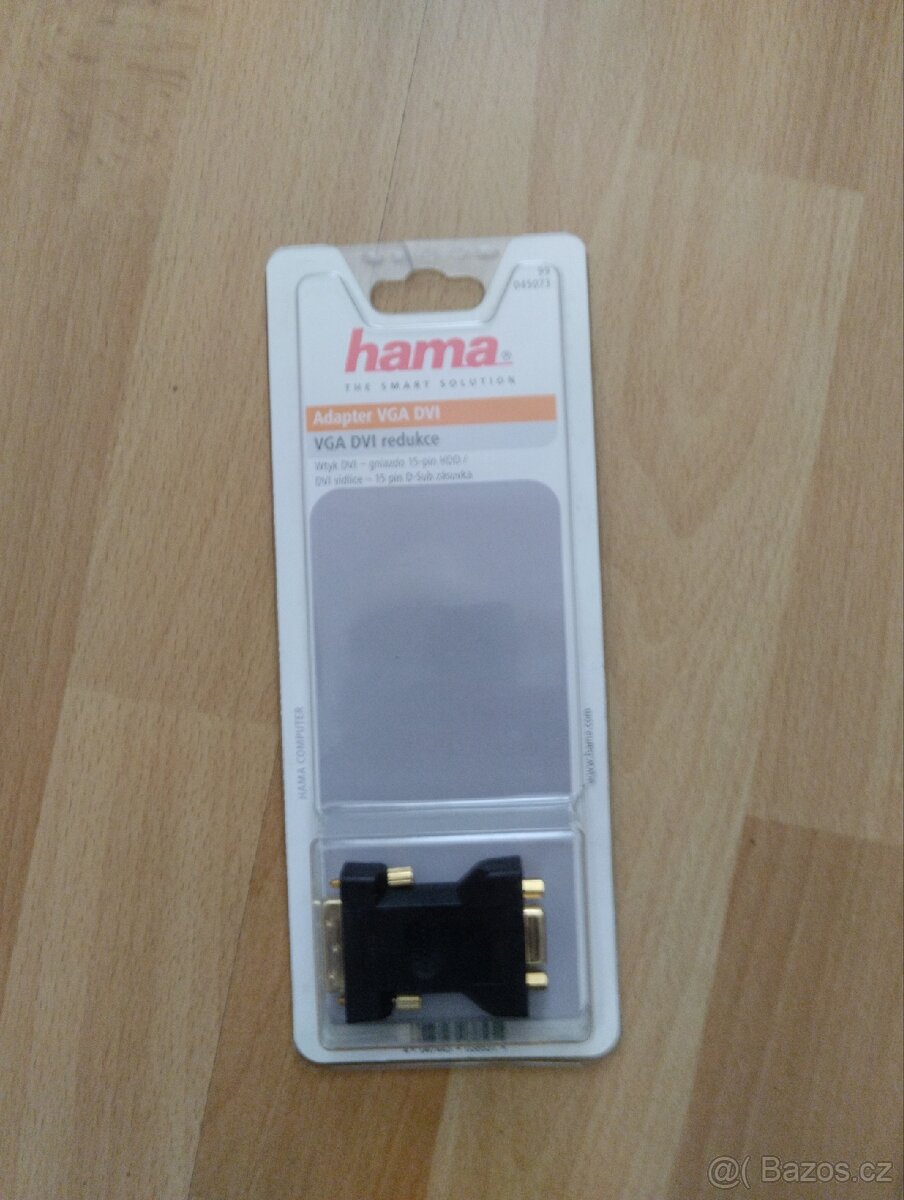 99
045073
hama®
THE SMART SOLUTION
Adapter VGA DVI
VGA DVI redukce
Wtyk DVI – gniazdo 15-pin HDD /
DVI vidlice – 15 pin D-Sub zásuvka
HAMA COMPUTER
www.hama.com
@( Bazos.cz